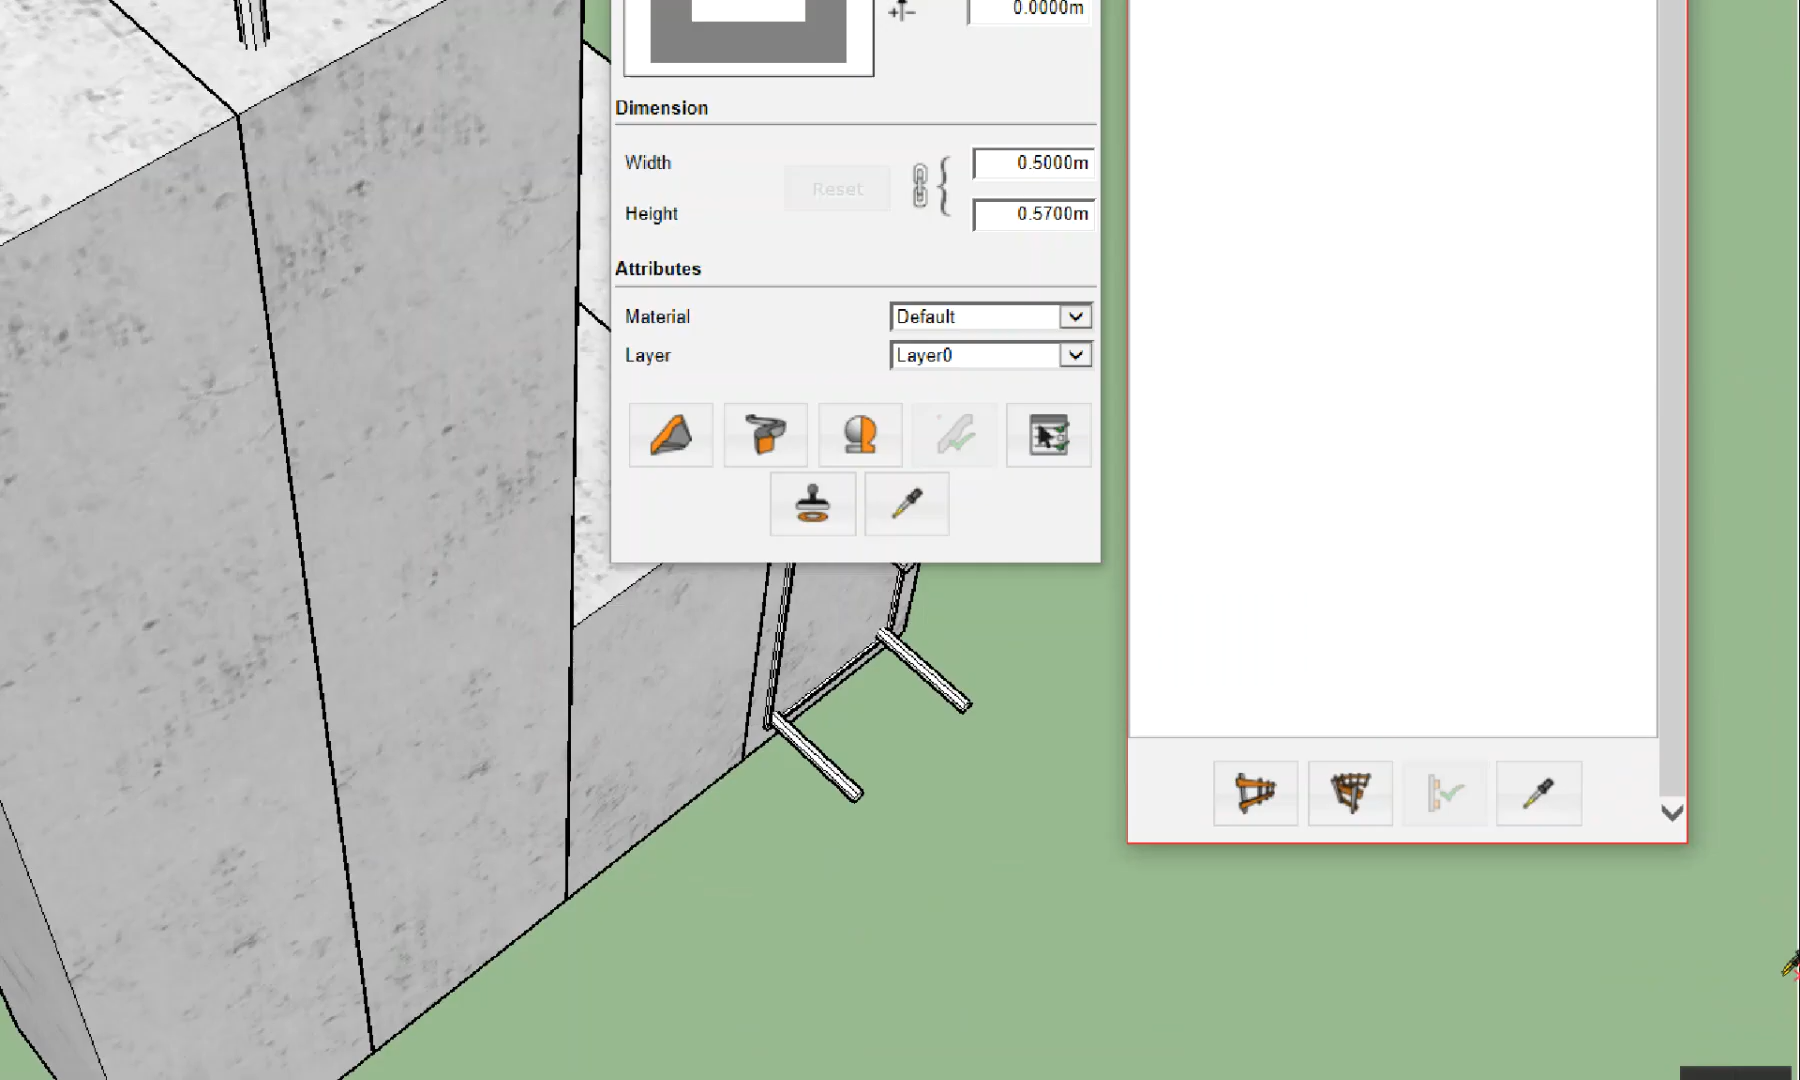 0.0000m
Dimension
Width
0.5000m
Reset
Height
0.5700m
Attributes
Material
Default
Layer
Layer0